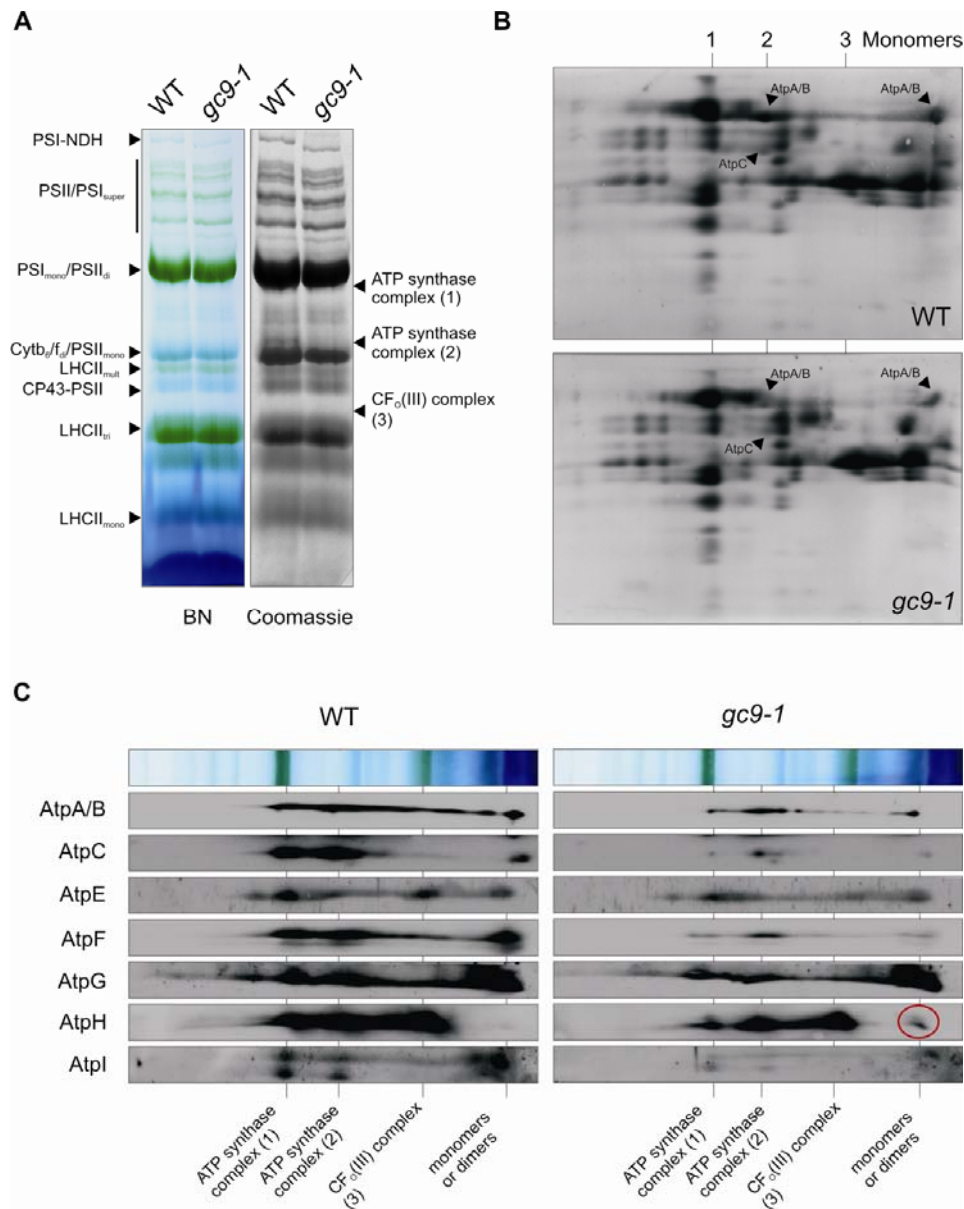 A
WT
gc9-1
WT
gc9-1
PSI-NDH
PSII/PSIsuper
PSImono/PSIIdi
Cytb6/fdi/PSIImono
LHCIImult
CP43-PSII
LHCIItri
LHCIImono
ATP synthase
complex (1)
ATP synthase
complex (2)
CFo(III) complex
(3)
BN
Coomassie
B
1 2 3 Monomers
AtpA/B
AtpA/B
AtpC
WT
AtpA/B
AtpA/B
AtpC
gc9-1
C
WT
gc9-1
AtpA/B
AtpC
AtpE
AtpF
AtpG
AtpH
AtpI
ATP synthase
complex (1)
ATP synthase
complex (2)
CFo(III) complex
(3)
monomers
or dimers
ATP synthase
complex (1)
ATP synthase
complex (2)
CFo(III) complex
(3)
monomers
or dimers